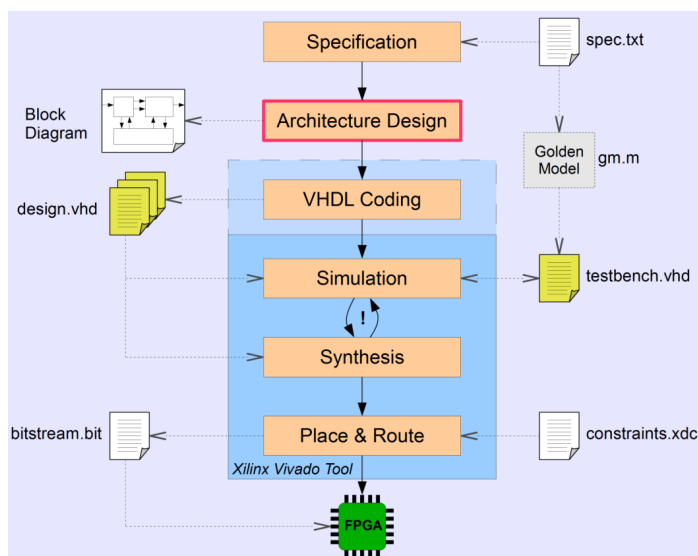 Specification
spec.txt
Block
Diagram
Architecture Design
Golden
Model
gm.m
design.vhd
VHDL Coding
Simulation
testbench.vhd
!
Synthesis
bitstream.bit
Place & Route
constraints.xdc
Xilinx Vivado Tool
FPGA